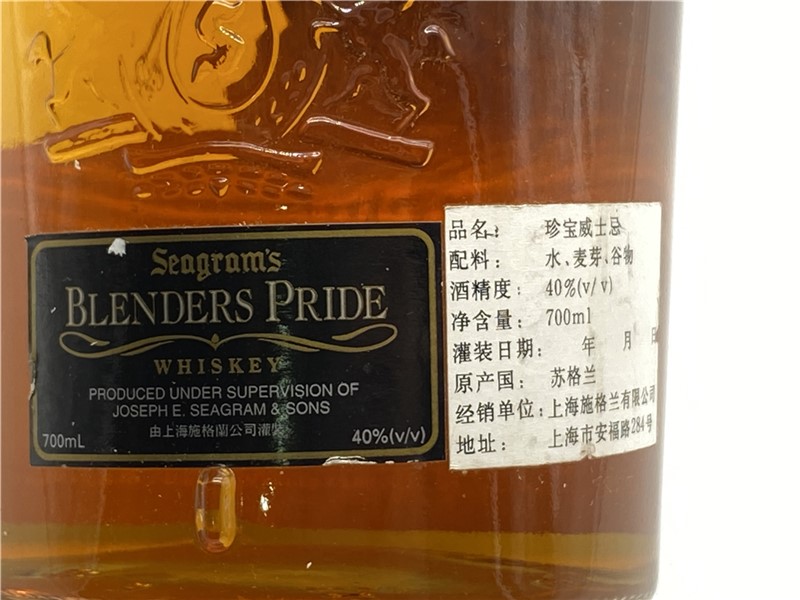 Seagram's
BLENDERS PRIDE
WHISKEY
PRODUCED UNDER SUPERVISION OF
JOSEPH E. SEAGRAM & SONS
由上海施格蘭公司灌裝
700mL 40%(v/v)
品名: 珍宝威士忌
配料: 水、麦芽、谷物
酒精度: 40%(v/v)
净含量: 700ml
灌装日期: 年 月 日
原产国: 苏格兰
经销单位:上海施格兰有限公司
地址: 上海市安福路284号